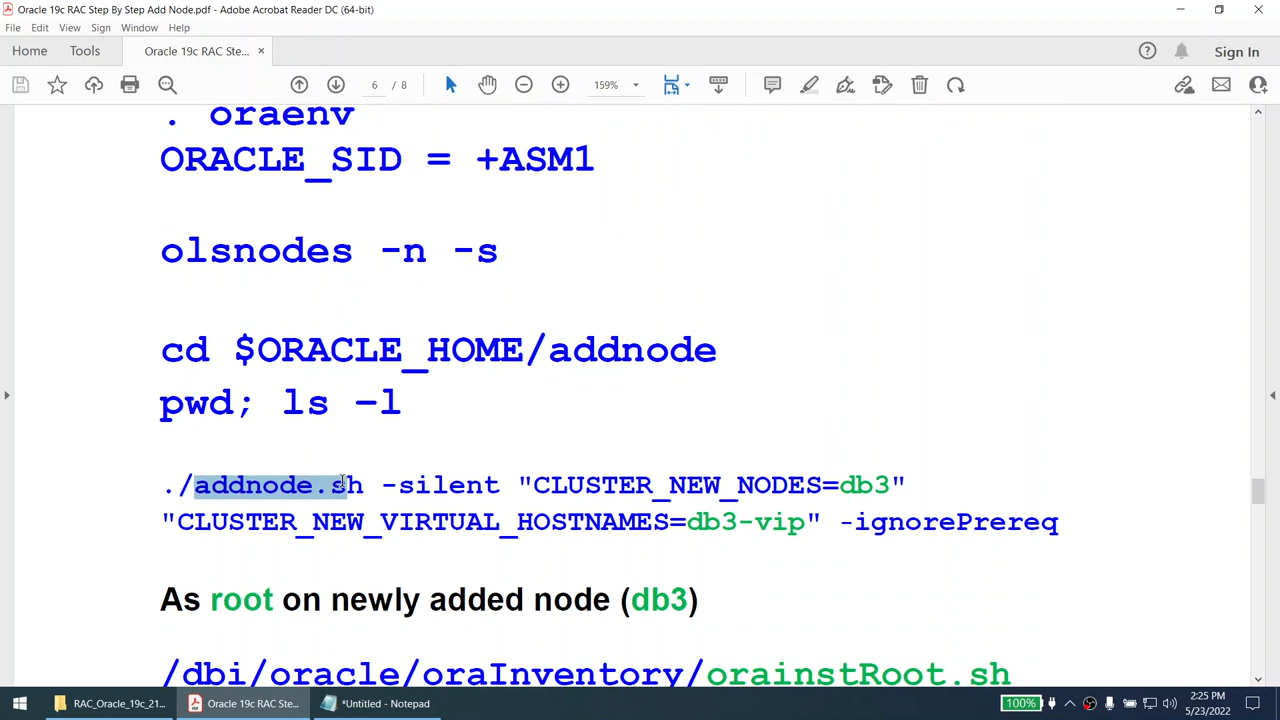 Oracle 19c RAC Step By Step Add Node.pdf - Adobe Acrobat Reader DC (64-bit)
File Edit View Sign Window Help
Home Tools Oracle 19c RAC Ste... × Sign In
6 / 8 159%
. oraenv
ORACLE_SID = +ASM1
olsnodes -n -s
cd $ORACLE_HOME/addnode
pwd; ls –l
./addnode.sh -silent "CLUSTER_NEW_NODES=db3"
"CLUSTER_NEW_VIRTUAL_HOSTNAMES=db3-vip" -ignorePrereq
As root on newly added node (db3)
/dbi/oracle/oraInventory/orainstRoot.sh
RAC_Oracle_19c_21... Oracle 19c RAC Ste... *Untitled - Notepad 100% 2:25 PM
5/23/2022